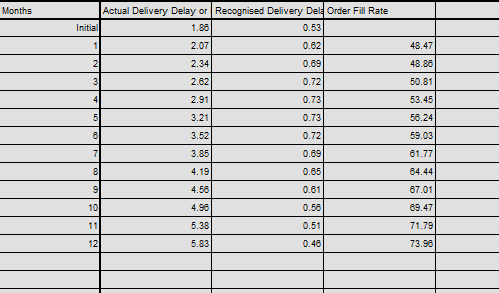 Months Actual Delivery Delay or Recognised Delivery Dela Order Fill Rate
Initial 1.86 0.53
1 2.07 0.62 48.47
2 2.34 0.69 48.86
3 2.62 0.72 50.81
4 2.91 0.73 53.45
5 3.21 0.73 56.24
6 3.52 0.72 59.03
7 3.85 0.69 61.77
8 4.19 0.65 64.44
9 4.56 0.61 67.01
10 4.96 0.56 69.47
11 5.38 0.51 71.79
12 5.83 0.46 73.96